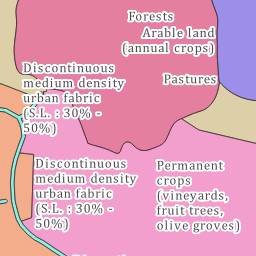 Forests
Arable land
(annual crops)
Discontinuous
medium density
urban fabric
(S.L. : 30% -
50%)
Pastures
Discontinuous
medium density
urban fabric
(S.L. : 30% -
50%)
Permanent
crops
(vineyards,
fruit trees,
olive groves)